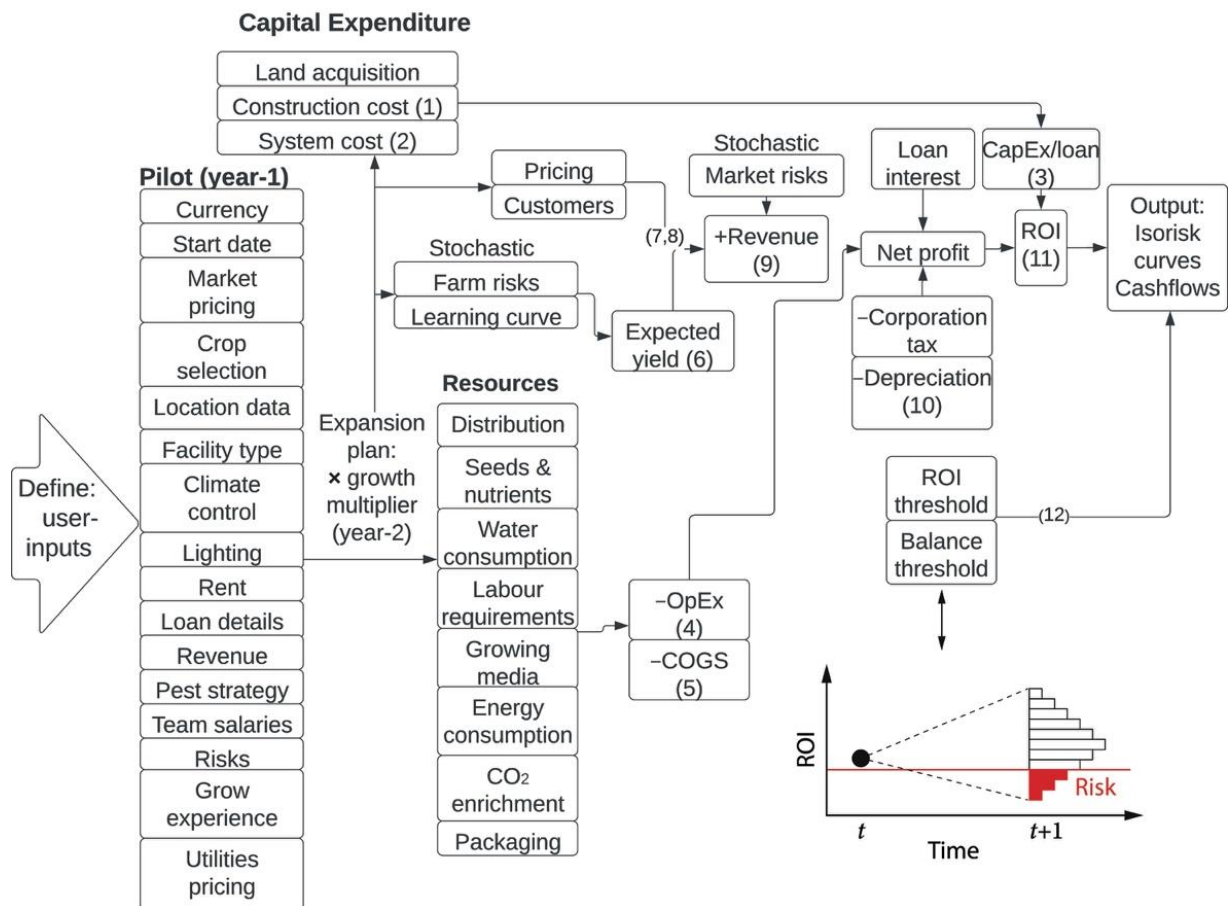 Capital Expenditure
Land acquisition
Construction cost (1)
System cost (2)
Pilot (year-1)
Currency
Start date
Market
pricing
Crop
selection
Location data
Facility type
Climate
control
Lighting
Rent
Loan details
Revenue
Pest strategy
Team salaries
Risks
Grow
experience
Utilities
pricing
Define:
user-
inputs
Expansion
plan:
× growth
multiplier
(year-2)
Pricing
Customers
Stochastic
Farm risks
Learning curve
Expected
yield (6)
(7,8)
Stochastic
Market risks
+Revenue
(9)
Resources
Distribution
Seeds &
nutrients
Water
consumption
Labour
requirements
Growing
media
Energy
consumption
CO2
enrichment
Packaging
−OpEx
(4)
−COGS
(5)
Loan
interest
CapEx/loan
(3)
Net profit
ROI
(11)
−Corporation
tax
−Depreciation
(10)
Output:
Isorisk
curves
Cashflows
ROI
threshold
Balance
threshold
(12)
ROI
Risk
t
t+1
Time